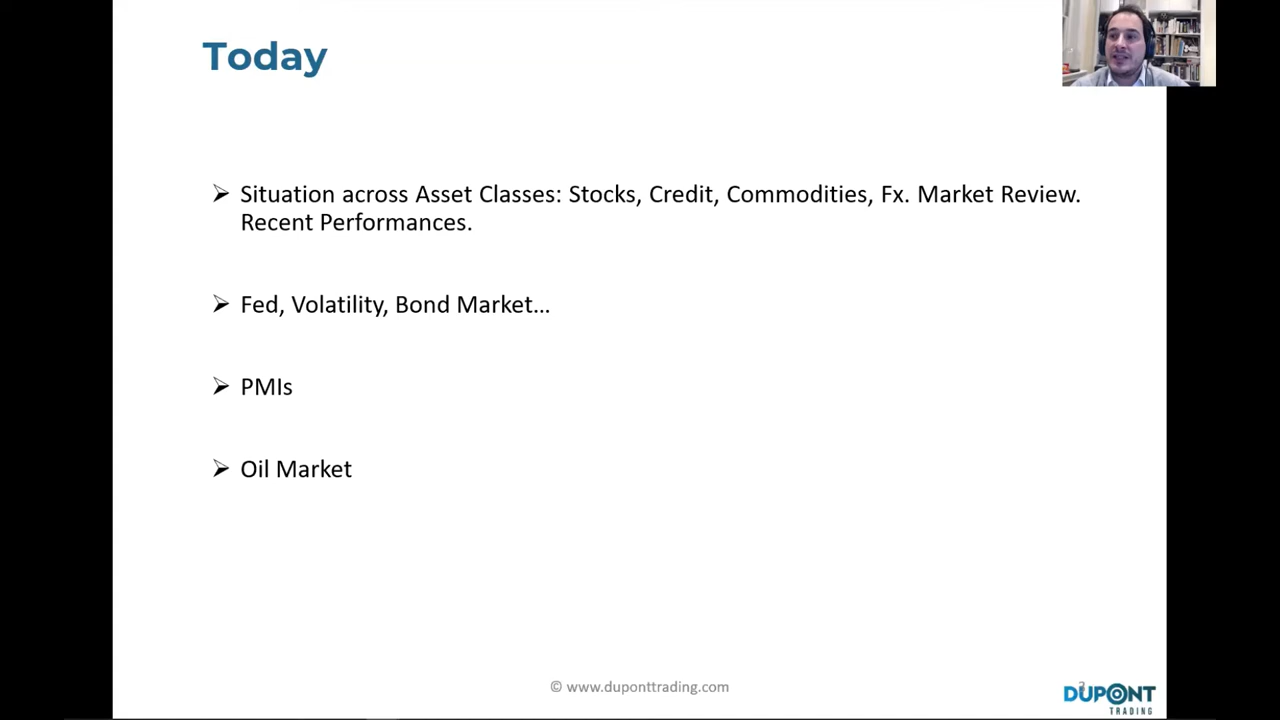 Today
➢ Situation across Asset Classes: Stocks, Credit, Commodities, Fx. Market Review.
Recent Performances.
➢ Fed, Volatility, Bond Market…
➢ PMIs
➢ Oil Market
© www.duponttrading.com
DUPONT
TRADING